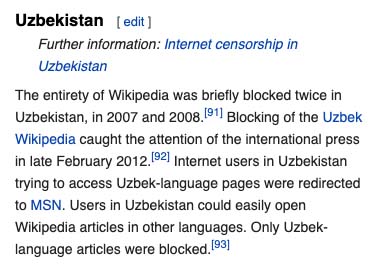 Uzbekistan [ edit ]
Further information: Internet censorship in
Uzbekistan
The entirety of Wikipedia was briefly blocked twice in
Uzbekistan, in 2007 and 2008.[91] Blocking of the Uzbek
Wikipedia caught the attention of the international press
in late February 2012.[92] Internet users in Uzbekistan
trying to access Uzbek-language pages were redirected
to MSN. Users in Uzbekistan could easily open
Wikipedia articles in other languages. Only Uzbek-
language articles were blocked.[93]